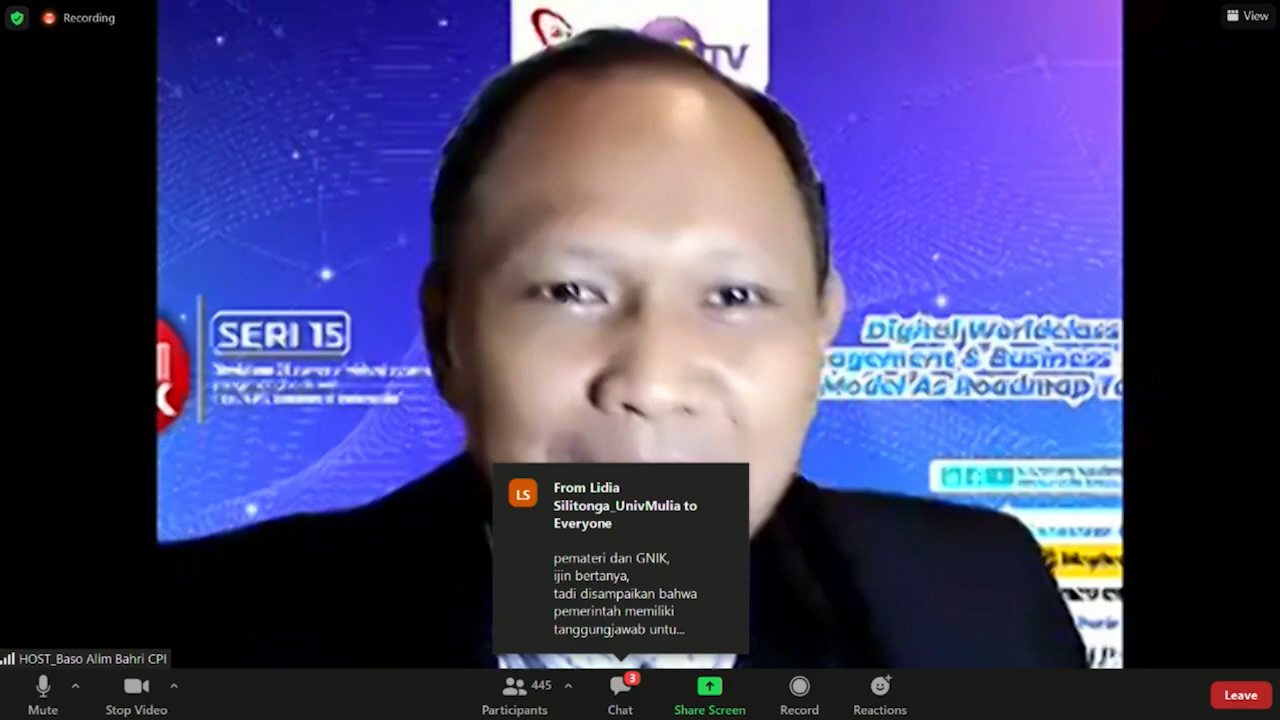 Recording
View
TV
SERI 15
Digital Worldclass
agement & Business
Model As Roadmap To
LS
From Lidia
Silitonga_UnivMulia to
Everyone
pemateri dan GNIK,
ijin bertanya,
tadi disampaikan bahwa
pemerintah memiliki
tanggungjawab untu...
HOST_Baso Alim Bahri CPI
Mute
Stop Video
445
Participants
3
Chat
Share Screen
Record
Reactions
Leave